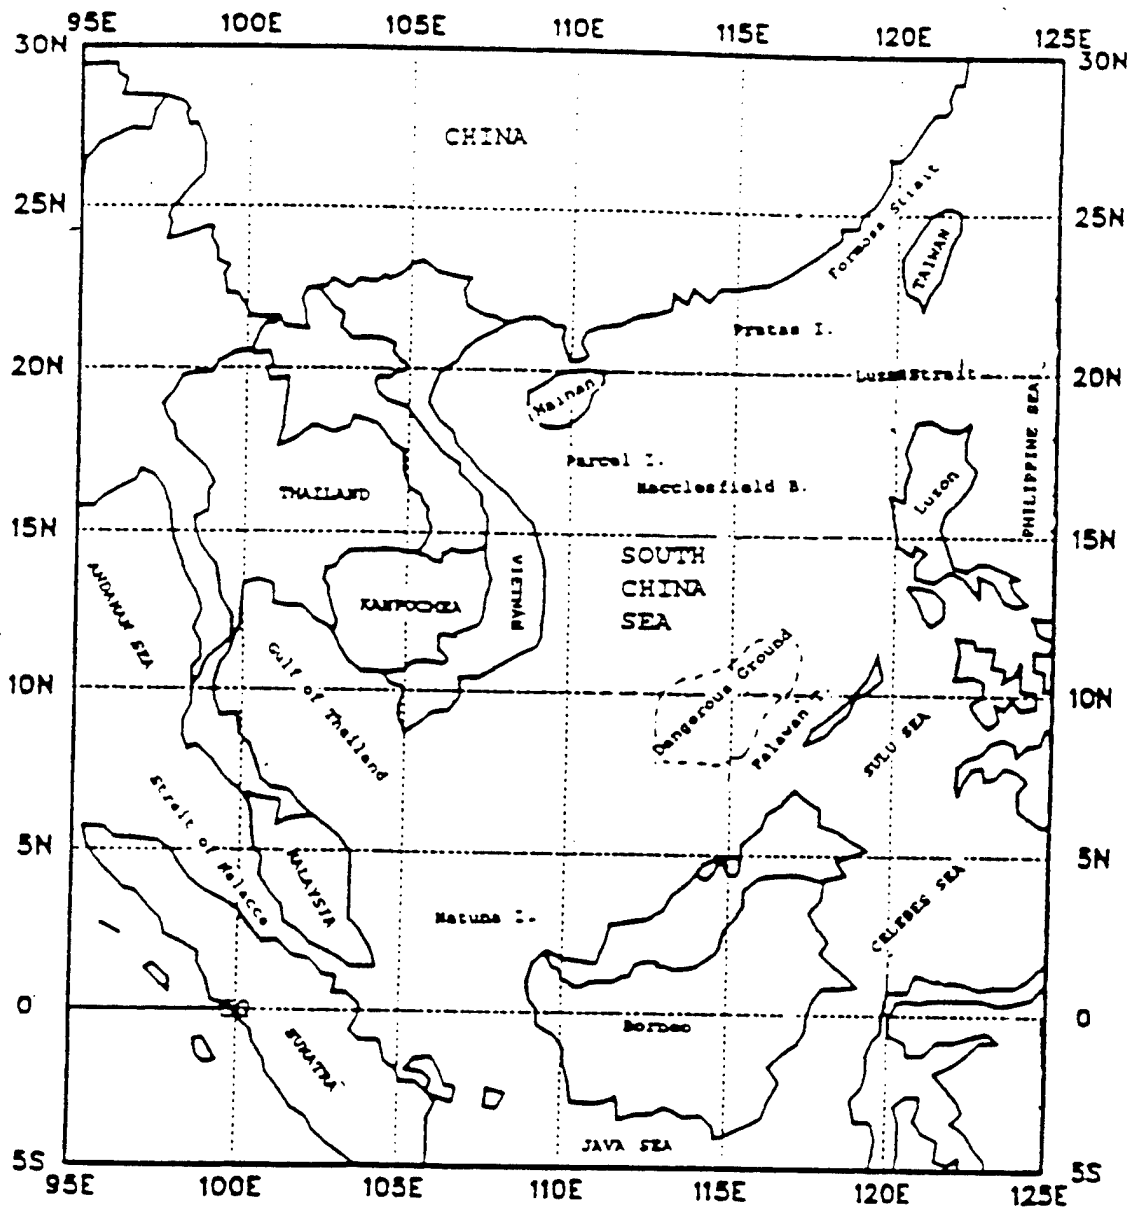 95E 100E 105E 110E 115E 120E 125E
30N 30N
CHINA
25N 25N
Formosa Strait
TAIWAN
Pratas I.
20N Luzon Strait 20N
Hainan
PHILIPPINE SEA
Parcel I.
THAILAND
Macclesfield B.
Luzon
15N 15N
SOUTH
CHINA
SEA
VIETNAM
ANDAMAN SEA
KAMPUCHEA
Gulf of Thailand
Dangerous Ground
10N 10N
Palawan T.
SULU SEA
Strait of Malacca
5N 5N
MALAYSIA
CELEBES SEA
Natuna I.
0 0
Borneo
SUMATRA
JAVA SEA
5S 5S
95E 100E 105E 110E 115E 120E 125E